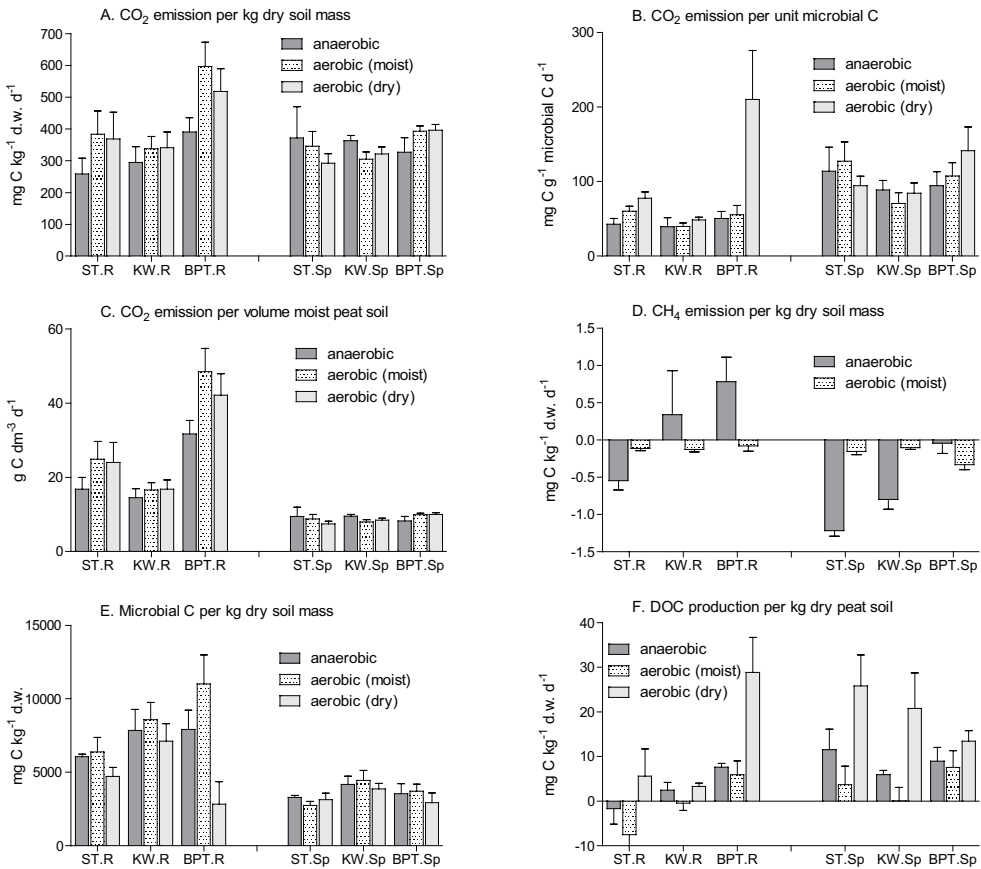 A. CO2 emission per kg dry soil mass
mg C kg-1 d.w. d-1
700
600
500
400
300
200
100
0
anaerobic
aerobic (moist)
aerobic (dry)
ST.R KW.R BPT.R ST.Sp KW.Sp BPT.Sp
B. CO2 emission per unit microbial C
mg C g-1 microbial C d-1
300
200
100
0
anaerobic
aerobic (moist)
aerobic (dry)
ST.R KW.R BPT.R ST.Sp KW.Sp BPT.Sp
C. CO2 emission per volume moist peat soil
g C dm-3 d-1
60
40
20
0
anaerobic
aerobic (moist)
aerobic (dry)
ST.R KW.R BPT.R ST.Sp KW.Sp BPT.Sp
D. CH4 emission per kg dry soil mass
mg C kg-1 d.w. d-1
1.5
1.0
0.5
0.0
-0.5
-1.0
-1.5
anaerobic
aerobic (moist)
ST.R KW.R BPT.R ST.Sp KW.Sp BPT.Sp
E. Microbial C per kg dry soil mass
mg C kg-1 d.w.
15000
10000
5000
0
anaerobic
aerobic (moist)
aerobic (dry)
ST.R KW.R BPT.R ST.Sp KW.Sp BPT.Sp
F. DOC production per kg dry peat soil
mg C kg-1 d.w. d-1
40
30
20
10
0
-10
anaerobic
aerobic (moist)
aerobic (dry)
ST.R KW.R BPT.R ST.Sp KW.Sp BPT.Sp